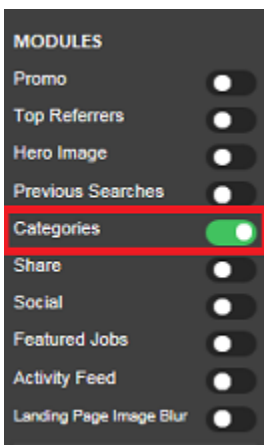 MODULES
Promo
Top Referrers
Hero Image
Previous Searches
Categories
Share
Social
Featured Jobs
Activity Feed
Landing Page Image Blur